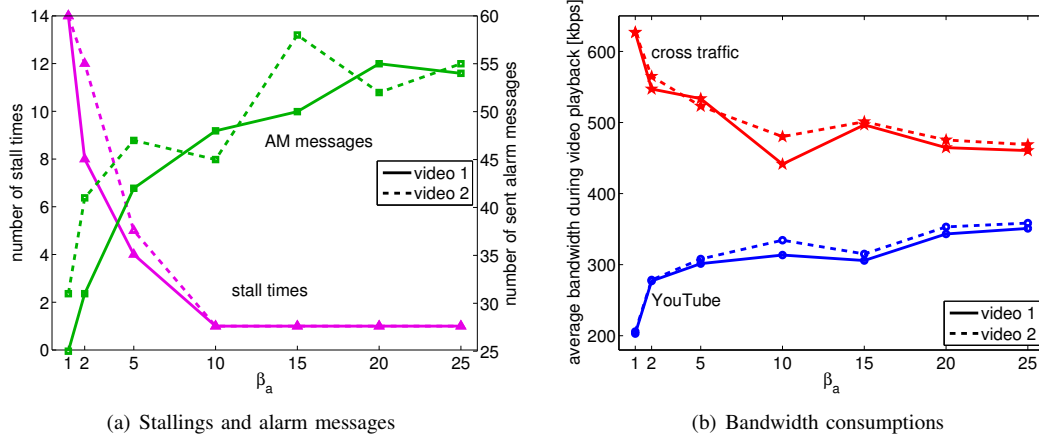 14
12
10
8
6
4
2
0
number of stall times
60
55
50
45
40
35
30
25
number of sent alarm messages
AM messages
video 1
video 2
stall times
1 2 5 10 15 20 25
βa
(a) Stallings and alarm messages
600
500
400
300
200
average bandwidth during video playback [kbps]
cross traffic
YouTube
video 1
video 2
1 2 5 10 15 20 25
βa
(b) Bandwidth consumptions